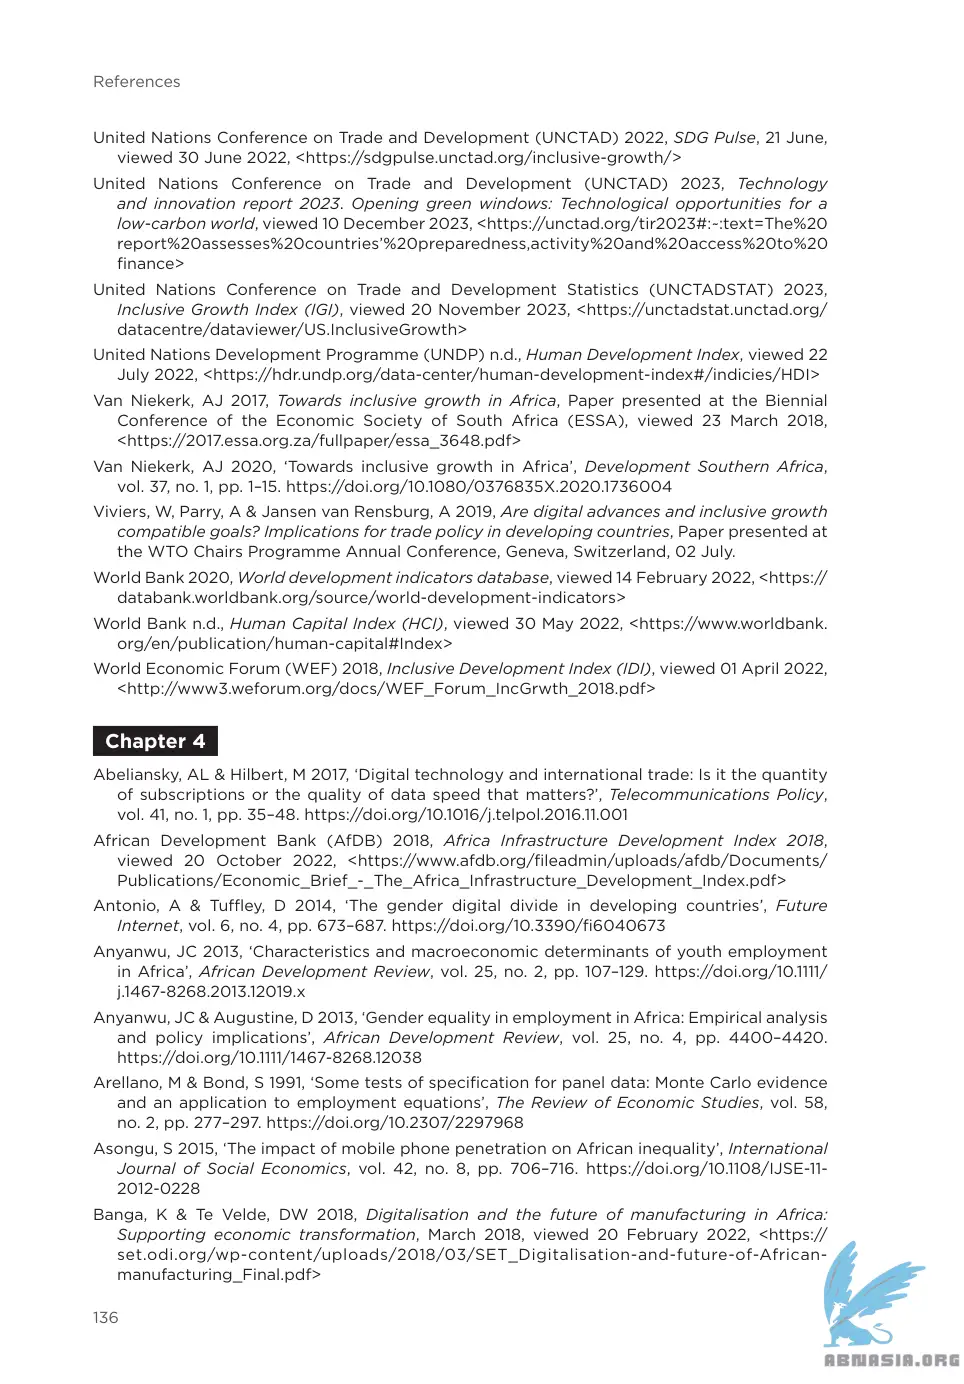 References
United Nations Conference on Trade and Development (UNCTAD) 2022, SDG Pulse, 21 June,
viewed 30 June 2022, <https://sdgpulse.unctad.org/inclusive-growth/>
United Nations Conference on Trade and Development (UNCTAD) 2023, Technology
and innovation report 2023. Opening green windows: Technological opportunities for a
low-carbon world, viewed 10 December 2023, <https://unctad.org/tir2023#:~:text=The%20
report%20assesses%20countries’%20preparedness,activity%20and%20access%20to%20
finance>
United Nations Conference on Trade and Development Statistics (UNCTADSTAT) 2023,
Inclusive Growth Index (IGI), viewed 20 November 2023, <https://unctadstat.unctad.org/
datacentre/dataviewer/US.InclusiveGrowth>
United Nations Development Programme (UNDP) n.d., Human Development Index, viewed 22
July 2022, <https://hdr.undp.org/data-center/human-development-index#/indicies/HDI>
Van Niekerk, AJ 2017, Towards inclusive growth in Africa, Paper presented at the Biennial
Conference of the Economic Society of South Africa (ESSA), viewed 23 March 2018,
<https://2017.essa.org.za/fullpaper/essa_3648.pdf>
Van Niekerk, AJ 2020, ‘Towards inclusive growth in Africa’, Development Southern Africa,
vol. 37, no. 1, pp. 1–15. https://doi.org/10.1080/0376835X.2020.1736004
Viviers, W, Parry, A & Jansen van Rensburg, A 2019, Are digital advances and inclusive growth
compatible goals? Implications for trade policy in developing countries, Paper presented at
the WTO Chairs Programme Annual Conference, Geneva, Switzerland, 02 July.
World Bank 2020, World development indicators database, viewed 14 February 2022, <https://
databank.worldbank.org/source/world-development-indicators>
World Bank n.d., Human Capital Index (HCI), viewed 30 May 2022, <https://www.worldbank.
org/en/publication/human-capital#Index>
World Economic Forum (WEF) 2018, Inclusive Development Index (IDI), viewed 01 April 2022,
<http://www3.weforum.org/docs/WEF_Forum_IncGrwth_2018.pdf>
Chapter 4
Abeliansky, AL & Hilbert, M 2017, ‘Digital technology and international trade: Is it the quantity
of subscriptions or the quality of data speed that matters?’, Telecommunications Policy,
vol. 41, no. 1, pp. 35–48. https://doi.org/10.1016/j.telpol.2016.11.001
African Development Bank (AfDB) 2018, Africa Infrastructure Development Index 2018,
viewed 20 October 2022, <https://www.afdb.org/fileadmin/uploads/afdb/Documents/
Publications/Economic_Brief_-_The_Africa_Infrastructure_Development_Index.pdf>
Antonio, A & Tuffley, D 2014, ‘The gender digital divide in developing countries’, Future
Internet, vol. 6, no. 4, pp. 673–687. https://doi.org/10.3390/fi6040673
Anyanwu, JC 2013, ‘Characteristics and macroeconomic determinants of youth employment
in Africa’, African Development Review, vol. 25, no. 2, pp. 107–129. https://doi.org/10.1111/
j.1467-8268.2013.12019.x
Anyanwu, JC & Augustine, D 2013, ‘Gender equality in employment in Africa: Empirical analysis
and policy implications’, African Development Review, vol. 25, no. 4, pp. 4400–4420.
https://doi.org/10.1111/1467-8268.12038
Arellano, M & Bond, S 1991, ‘Some tests of specification for panel data: Monte Carlo evidence
and an application to employment equations’, The Review of Economic Studies, vol. 58,
no. 2, pp. 277–297. https://doi.org/10.2307/2297968
Asongu, S 2015, ‘The impact of mobile phone penetration on African inequality’, International
Journal of Social Economics, vol. 42, no. 8, pp. 706–716. https://doi.org/10.1108/IJSE-11-
2012-0228
Banga, K & Te Velde, DW 2018, Digitalisation and the future of manufacturing in Africa:
Supporting economic transformation, March 2018, viewed 20 February 2022, <https://
set.odi.org/wp-content/uploads/2018/03/SET_Digitalisation-and-future-of-African-
manufacturing_Final.pdf>
136
ABNASIA.ORG